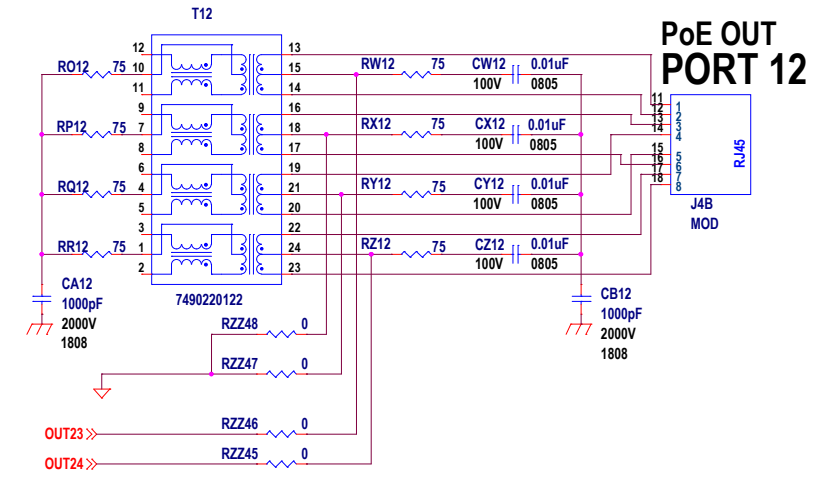 T12
PoE OUT
PORT 12
12
13
RO12 75 10
15
RW12 75
CW12 0.01uF
11
14
100V 0805
9
16
RP12 75 7
18
RX12 75
CX12 0.01uF
8
17
100V 0805
6
19
RQ12 75 4
21
RY12 75
CY12 0.01uF
5
20
100V 0805
3
22
RR12 75 1
24
RZ12 75
CZ12 0.01uF
2
23
100V 0805
11 1
12 2
13 3
14 4
15 5
16 6
17 7
18 8
RJ45
J4B
MOD
CA12
1000pF
2000V
1808
7490220122
CB12
1000pF
2000V
1808
RZZ48 0
RZZ47 0
OUT23
RZZ46 0
OUT24
RZZ45 0